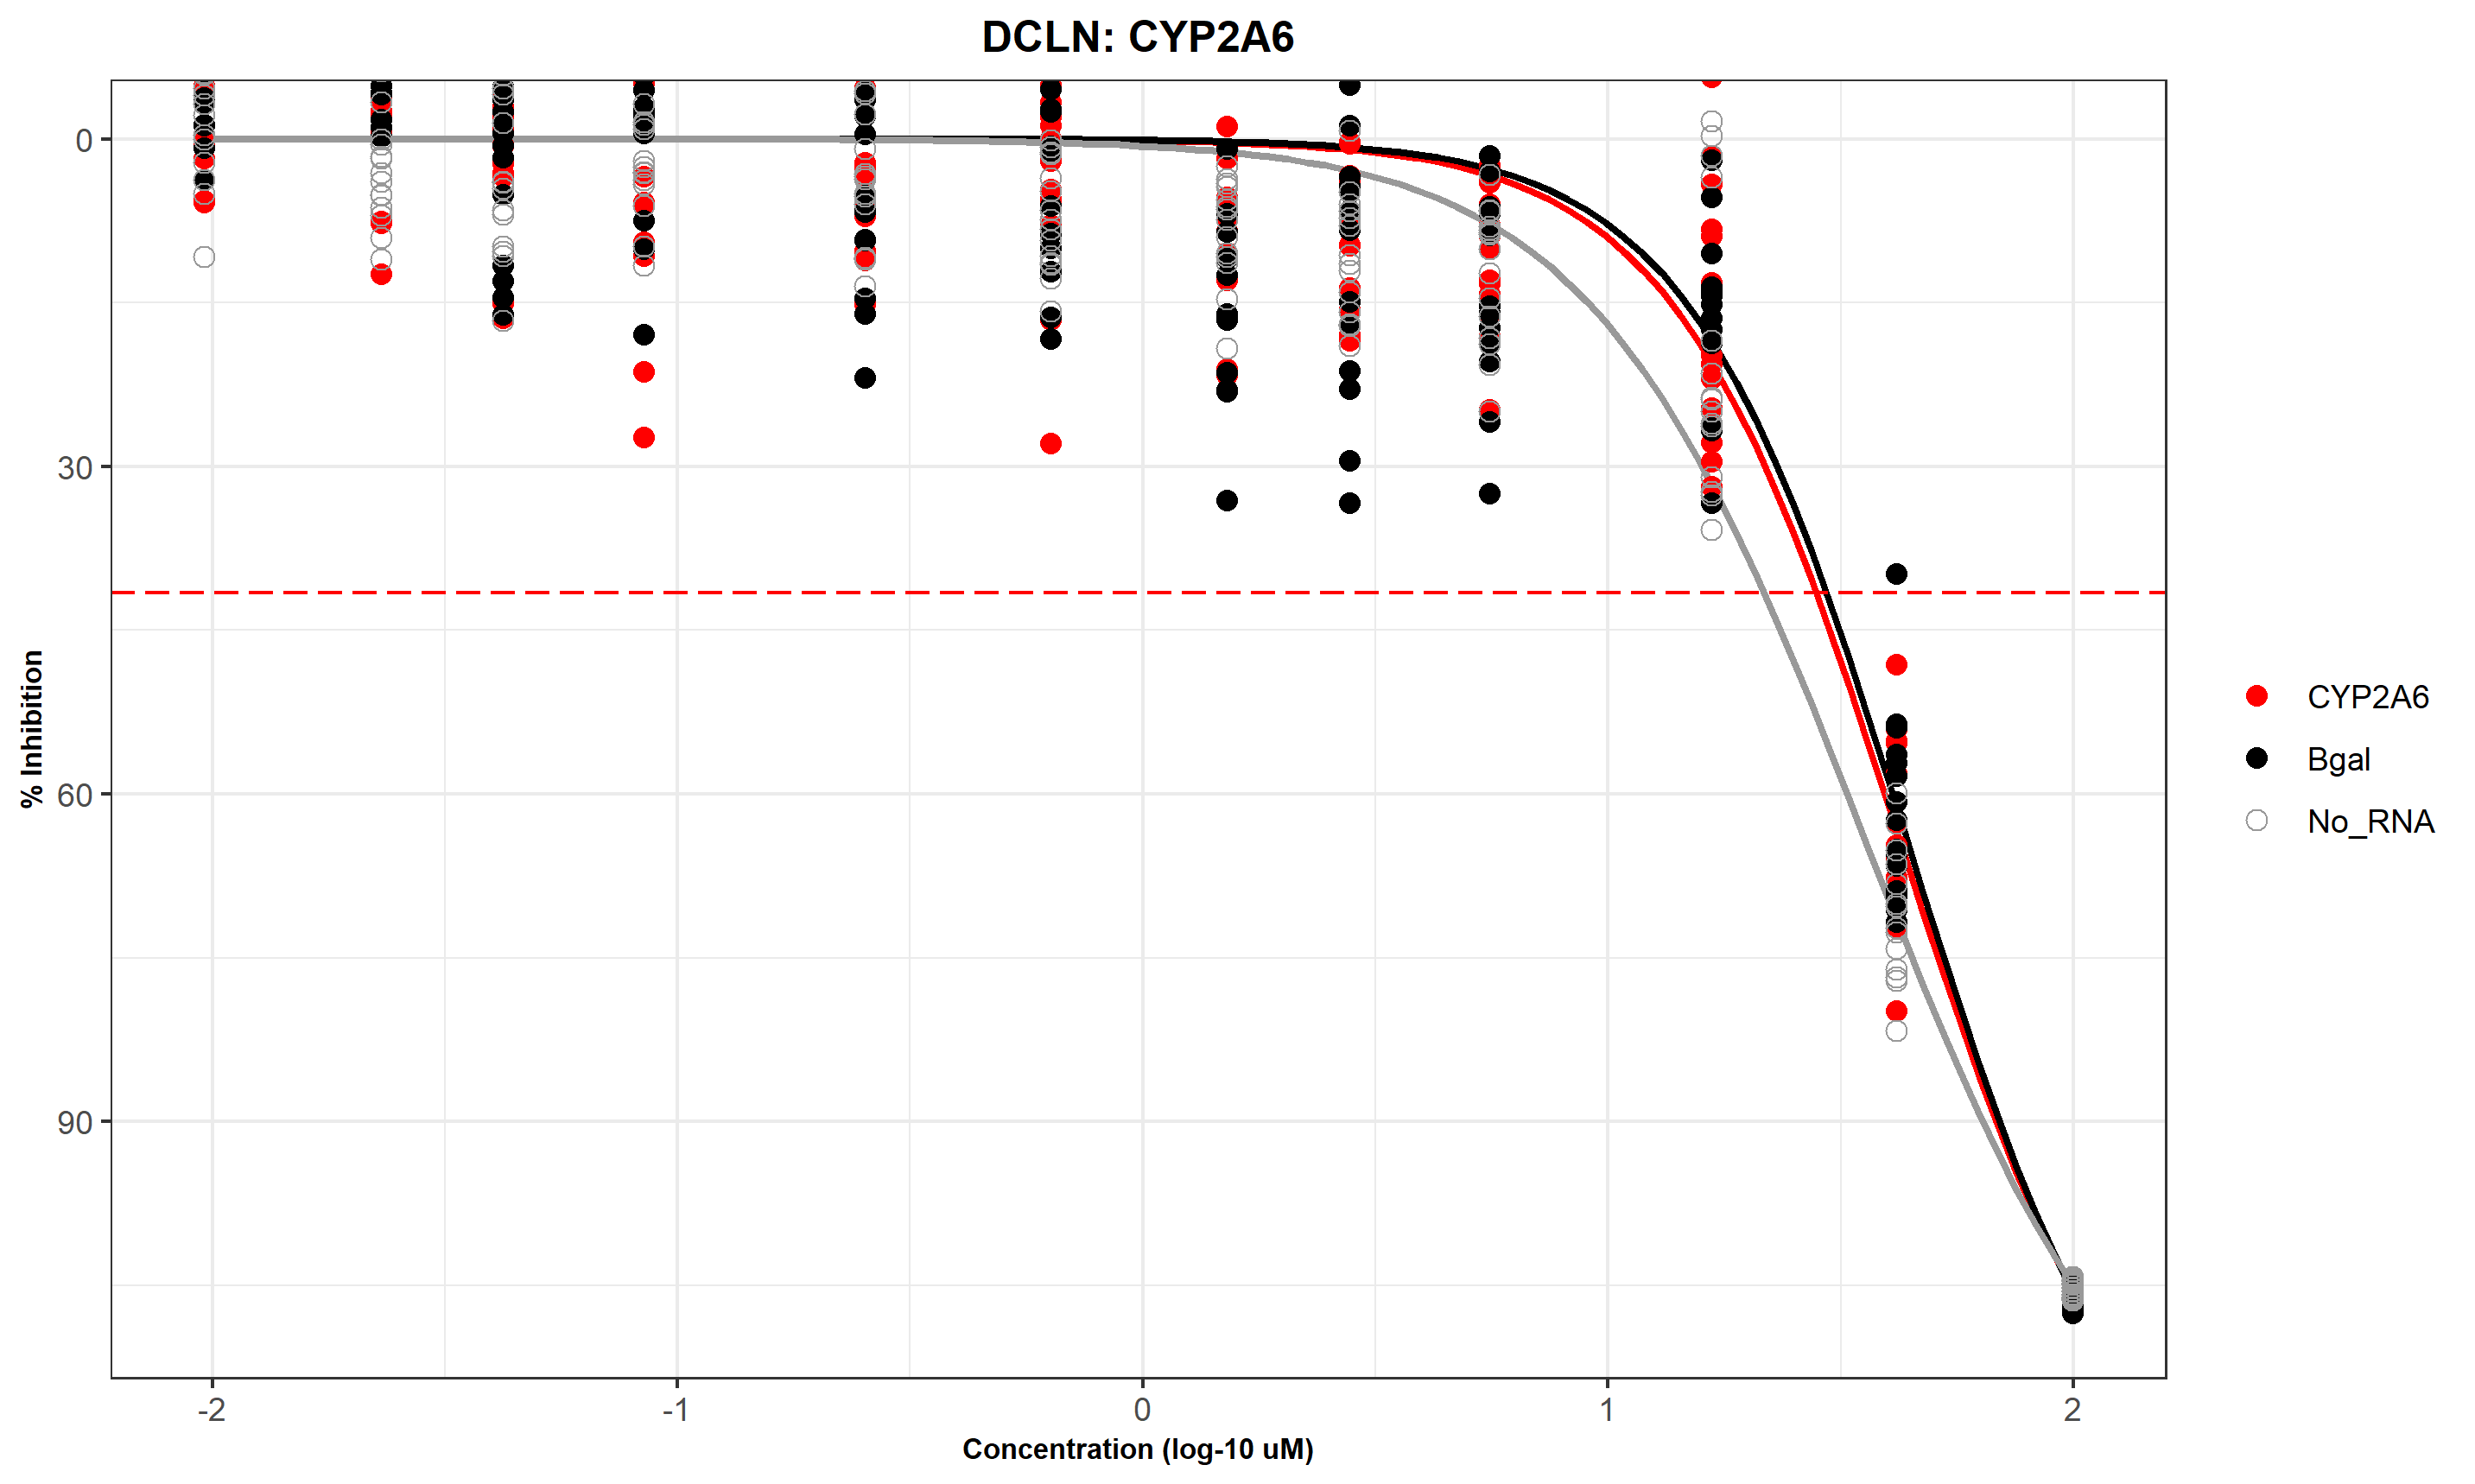 DCLN: CYP2A6
0
30
60
90
% Inhibition
-2
-1
0
1
2
Concentration (log-10 uM)
CYP2A6
Bgal
No_RNA